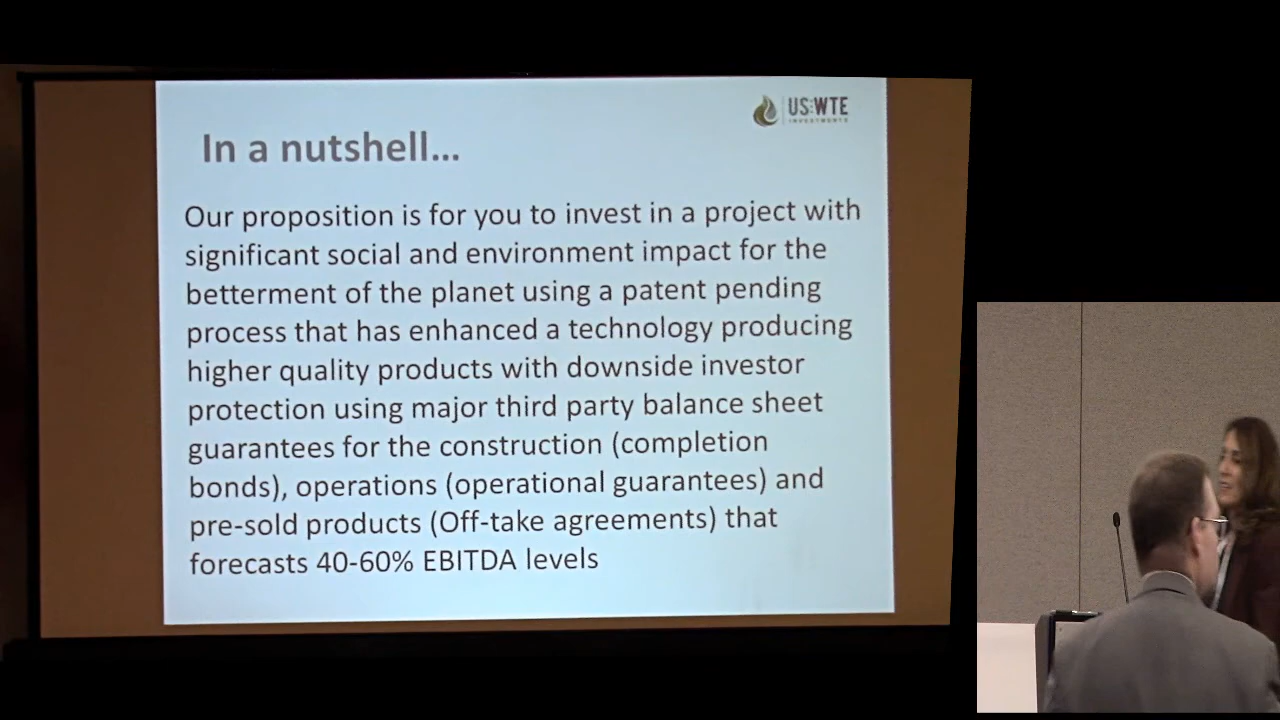 US:WTE
INVESTMENTS
In a nutshell...
Our proposition is for you to invest in a project with
significant social and environment impact for the
betterment of the planet using a patent pending
process that has enhanced a technology producing
higher quality products with downside investor
protection using major third party balance sheet
guarantees for the construction (completion
bonds), operations (operational guarantees) and
pre-sold products (Off-take agreements) that
forecasts 40-60% EBITDA levels